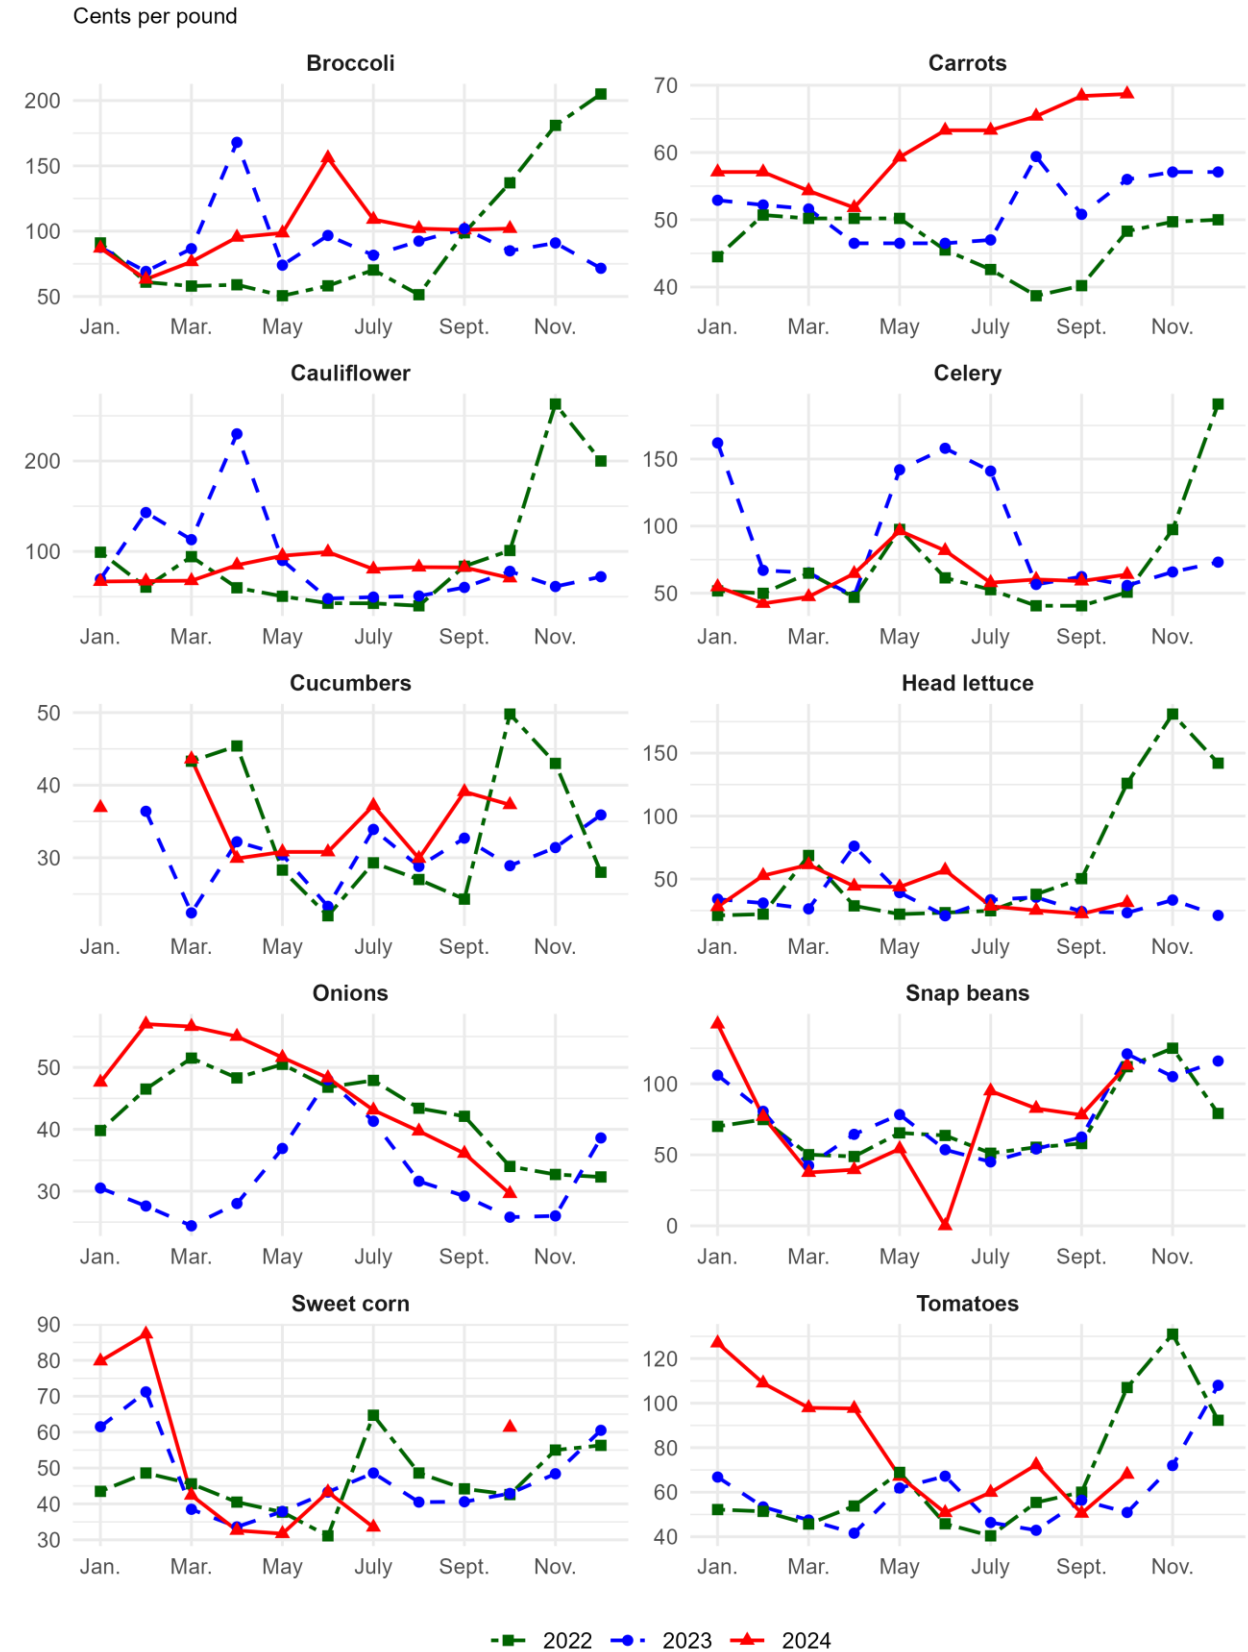 Cents per pound
Broccoli
Carrots
200
150
100
50
Jan. Mar. May July Sept. Nov.
70
60
50
40
Jan. Mar. May July Sept. Nov.
Cauliflower
Celery
200
100
Jan. Mar. May July Sept. Nov.
150
100
50
Jan. Mar. May July Sept. Nov.
Cucumbers
Head lettuce
50
40
30
Jan. Mar. May July Sept. Nov.
150
100
50
Jan. Mar. May July Sept. Nov.
Onions
Snap beans
50
40
30
Jan. Mar. May July Sept. Nov.
100
50
0
Jan. Mar. May July Sept. Nov.
Sweet corn
Tomatoes
90
80
70
60
50
40
30
Jan. Mar. May July Sept. Nov.
120
100
80
60
40
Jan. Mar. May July Sept. Nov.
2022 2023 2024